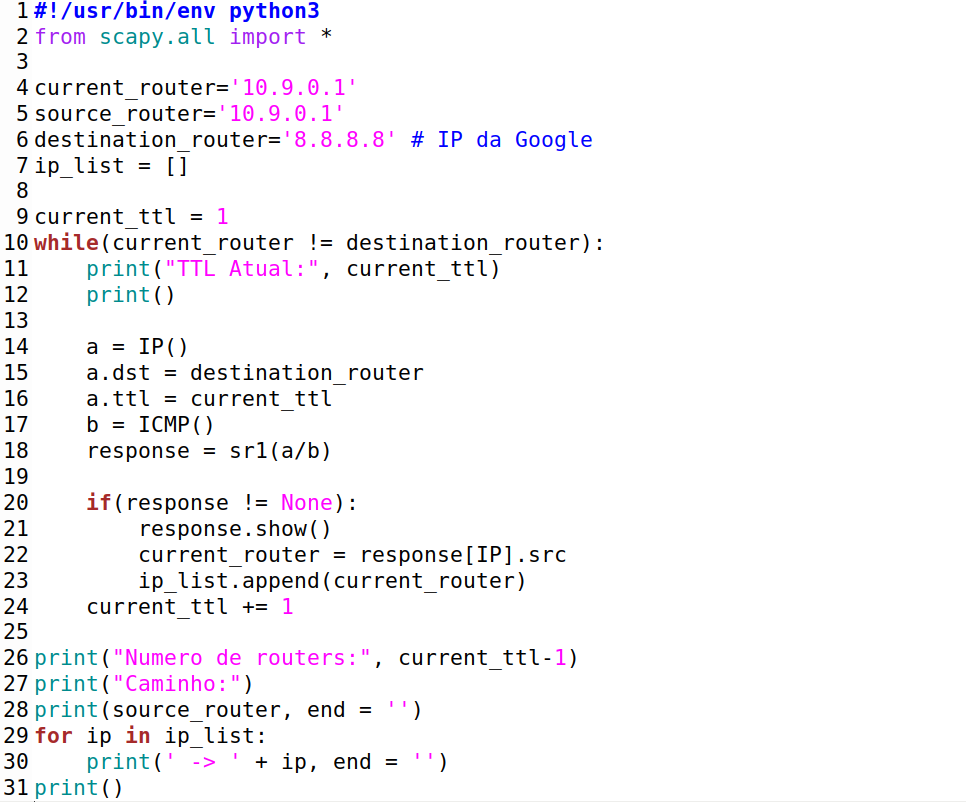 1 #!/usr/bin/env python3
2 from scapy.all import *
3
4 current_router='10.9.0.1'
5 source_router='10.9.0.1'
6 destination_router='8.8.8.8' # IP da Google
7 ip_list = []
8
9 current_ttl = 1
10 while(current_router != destination_router):
11     print("TTL Atual:", current_ttl)
12     print()
13
14     a = IP()
15     a.dst = destination_router
16     a.ttl = current_ttl
17     b = ICMP()
18     response = sr1(a/b)
19
20     if(response != None):
21         response.show()
22         current_router = response[IP].src
23         ip_list.append(current_router)
24     current_ttl += 1
25
26 print("Numero de routers:", current_ttl-1)
27 print("Caminho:")
28 print(source_router, end = '')
29 for ip in ip_list:
30     print(' -> ' + ip, end = '')
31 print()